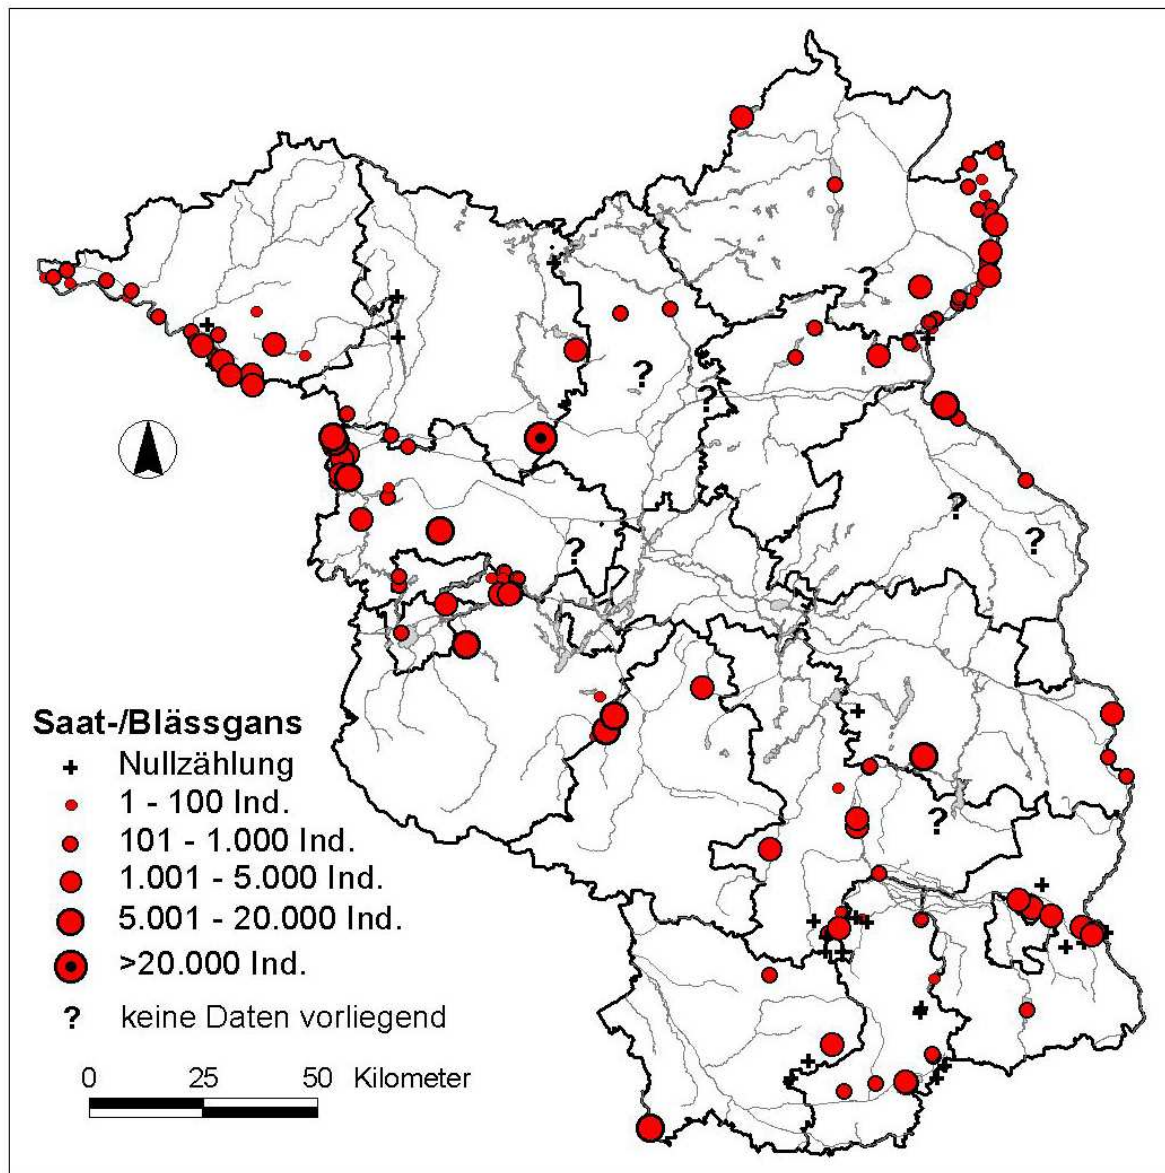 ?
?
?
?
?
?
?
Saat-/Blässgans
+ Nullzählung
1 - 100 Ind.
101 - 1.000 Ind.
1.001 - 5.000 Ind.
5.001 - 20.000 Ind.
>20.000 Ind.
? keine Daten vorliegend
0 25 50 Kilometer